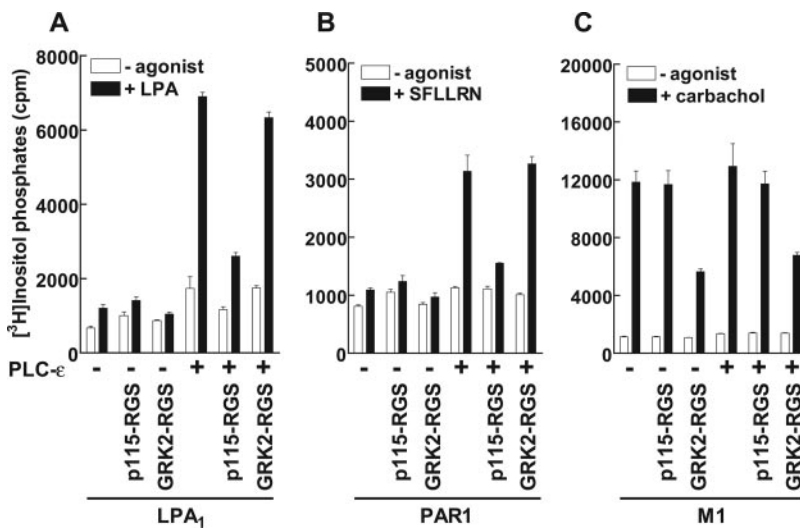 A
B
C
[³H]Inositol phosphates (cpm)
8000
6000
4000
2000
0
- agonist
+ LPA
5000
4000
3000
2000
1000
0
- agonist
+ SFLLRN
20000
16000
12000
8000
4000
0
- agonist
+ carbachol
PLC-ε - - - + + +
- - - + + +
- - - + + +
p115-RGS
GRK2-RGS
p115-RGS
GRK2-RGS
p115-RGS
GRK2-RGS
p115-RGS
GRK2-RGS
p115-RGS
GRK2-RGS
p115-RGS
GRK2-RGS
LPA₁
PAR1
M1